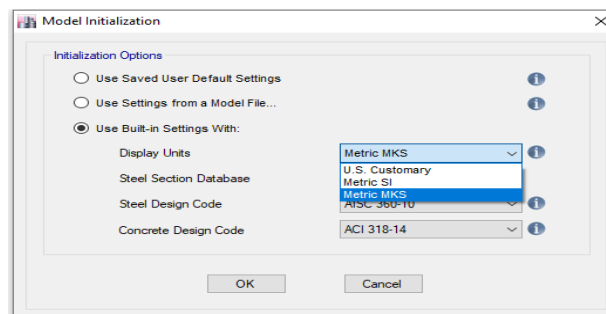 Model Initialization
Initialization Options
Use Saved User Default Settings
Use Settings from a Model File...
Use Built-in Settings With:
Display Units Metric MKS
U.S. Customary
Steel Section Database Metric SI
Metric MKS
Steel Design Code AISC 360-10
Concrete Design Code ACI 318-14
OK Cancel